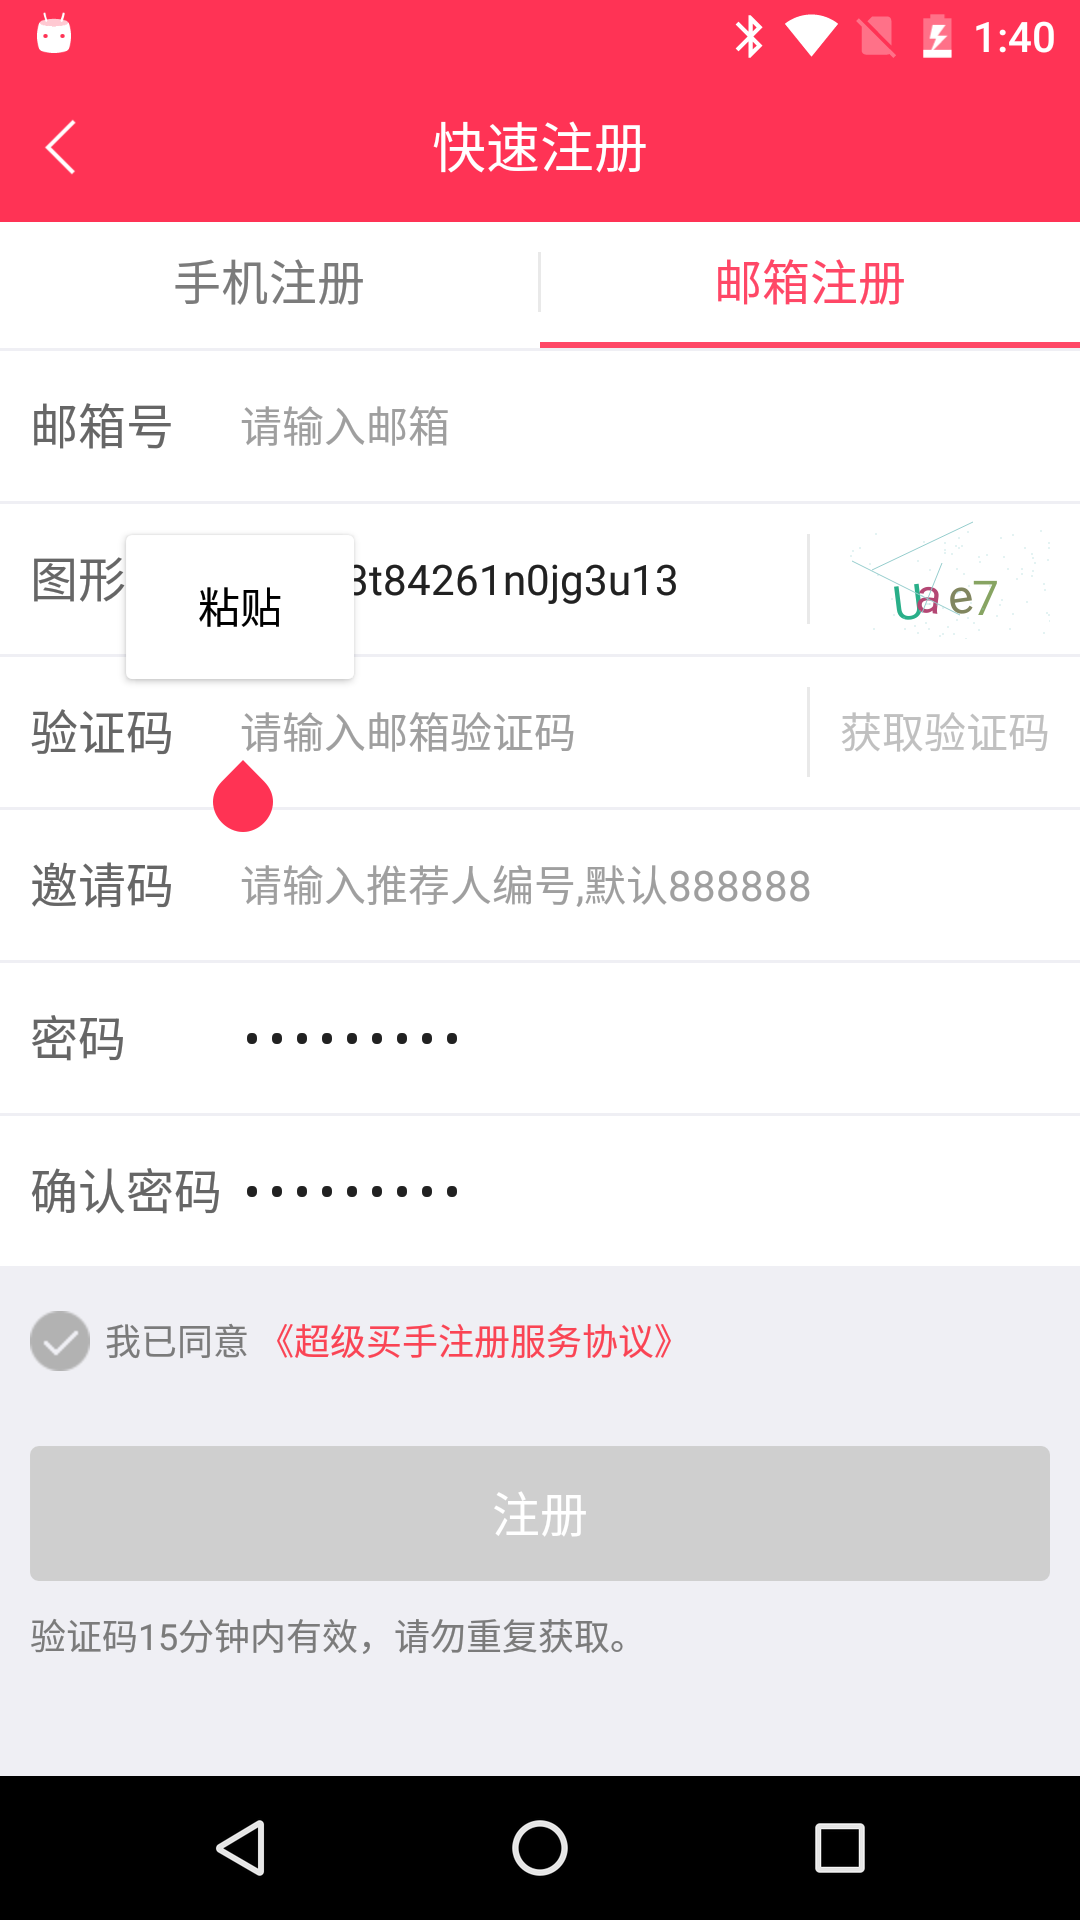 1:40
快速注册
手机注册
邮箱注册
邮箱号
请输入邮箱
图形
粘贴
3t84261n0jg3u13
Uae7
验证码
请输入邮箱验证码
获取验证码
邀请码
请输入推荐人编号,默认888888
密码
•••••••••
确认密码
•••••••••
我已同意 《超级买手注册服务协议》
注册
验证码15分钟内有效，请勿重复获取。